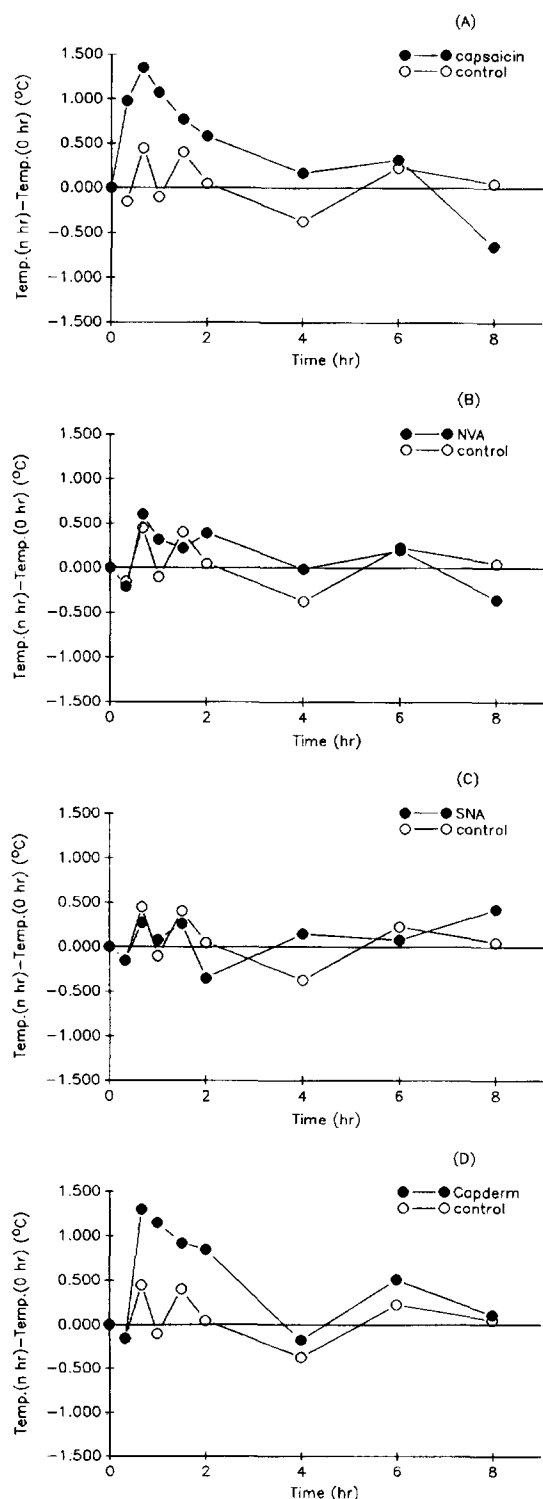 (A)
capsaicin
control
Temp.(n hr)−Temp.(0 hr) (°C)
1.500
1.000
0.500
0.000
−0.500
−1.000
−1.500
0 2 4 6 8
Time (hr)
(B)
NVA
control
Temp.(n hr)−Temp.(0 hr) (°C)
1.500
1.000
0.500
0.000
−0.500
−1.000
−1.500
0 2 4 6 8
Time (hr)
(C)
SNA
control
Temp.(n hr)−Temp.(0 hr) (°C)
1.500
1.000
0.500
0.000
−0.500
−1.000
−1.500
0 2 4 6 8
Time (hr)
(D)
Capderm
control
Temp.(n hr)−Temp.(0 hr) (°C)
1.500
1.000
0.500
0.000
−0.500
−1.000
−1.500
0 2 4 6 8
Time (hr)